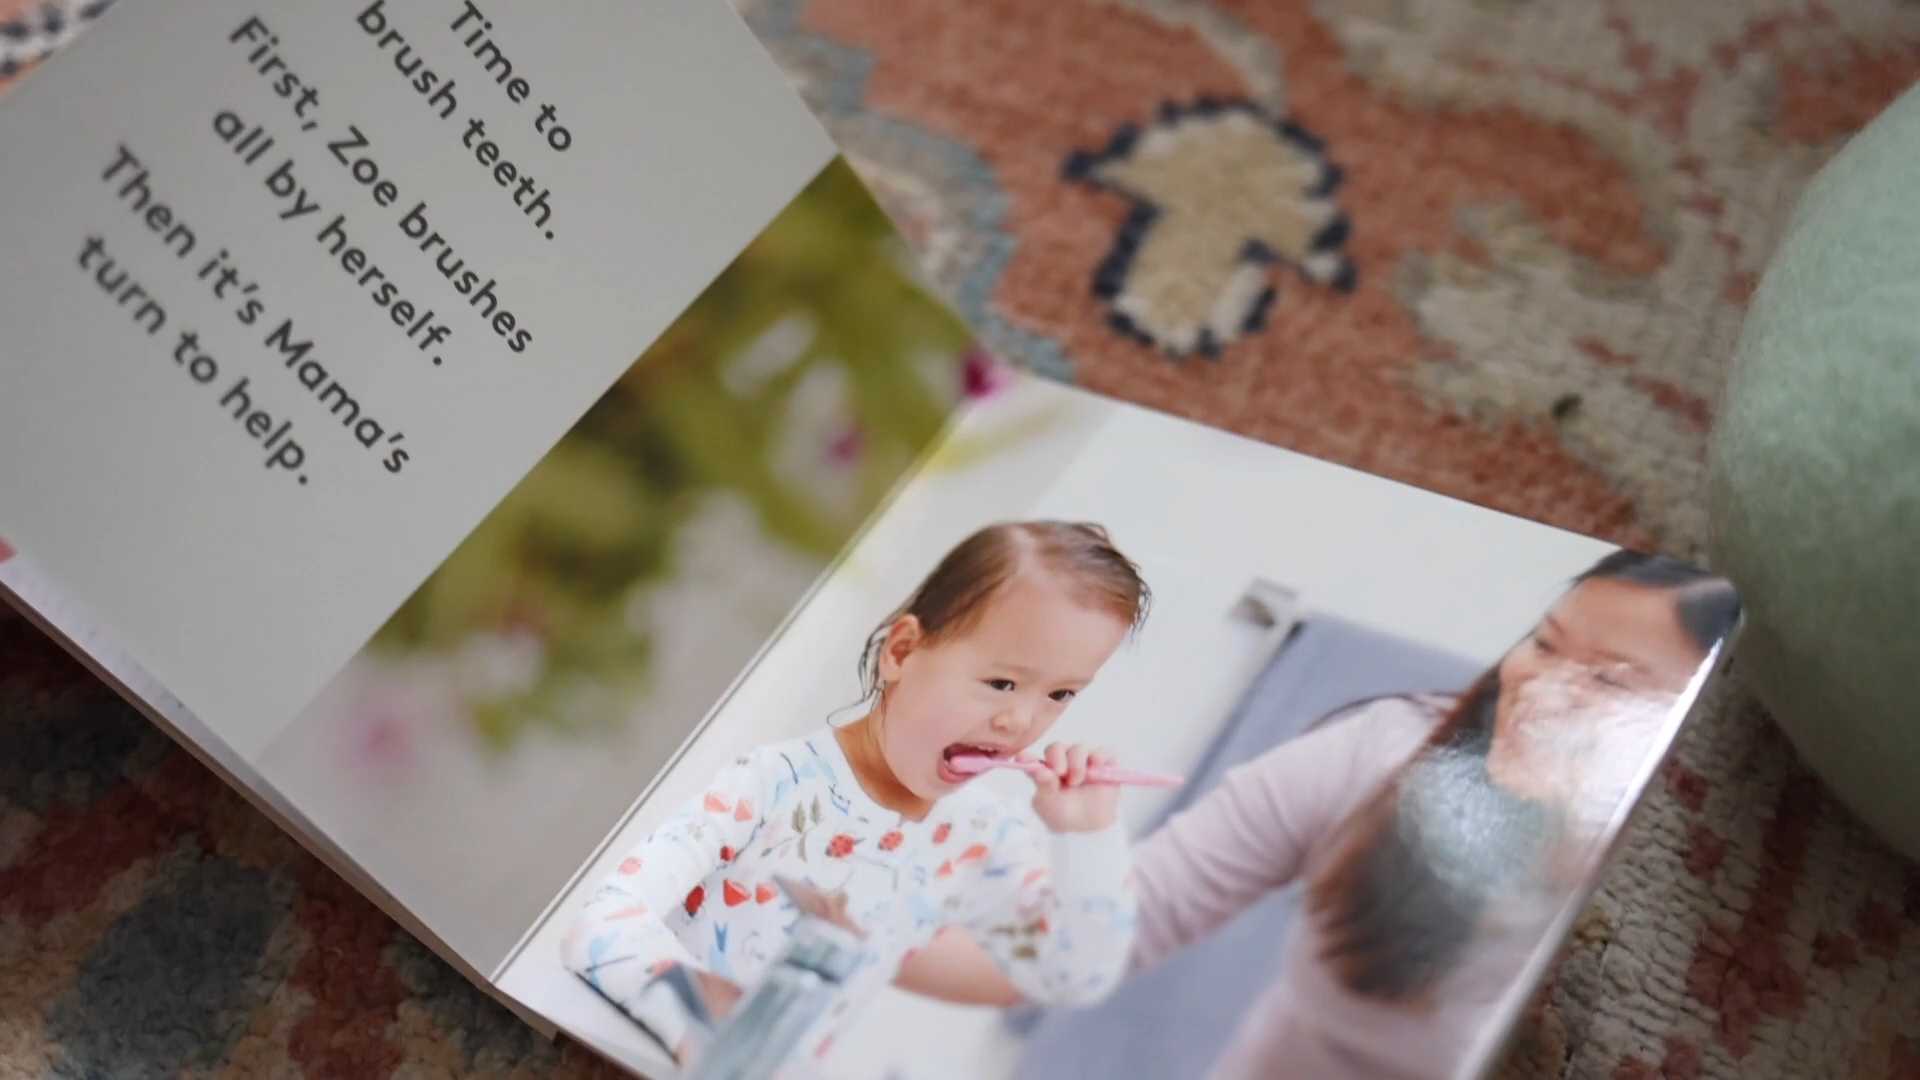 Time to
brush teeth.
First, Zoe brushes
all by herself.
Then it's Mama's
turn to help.